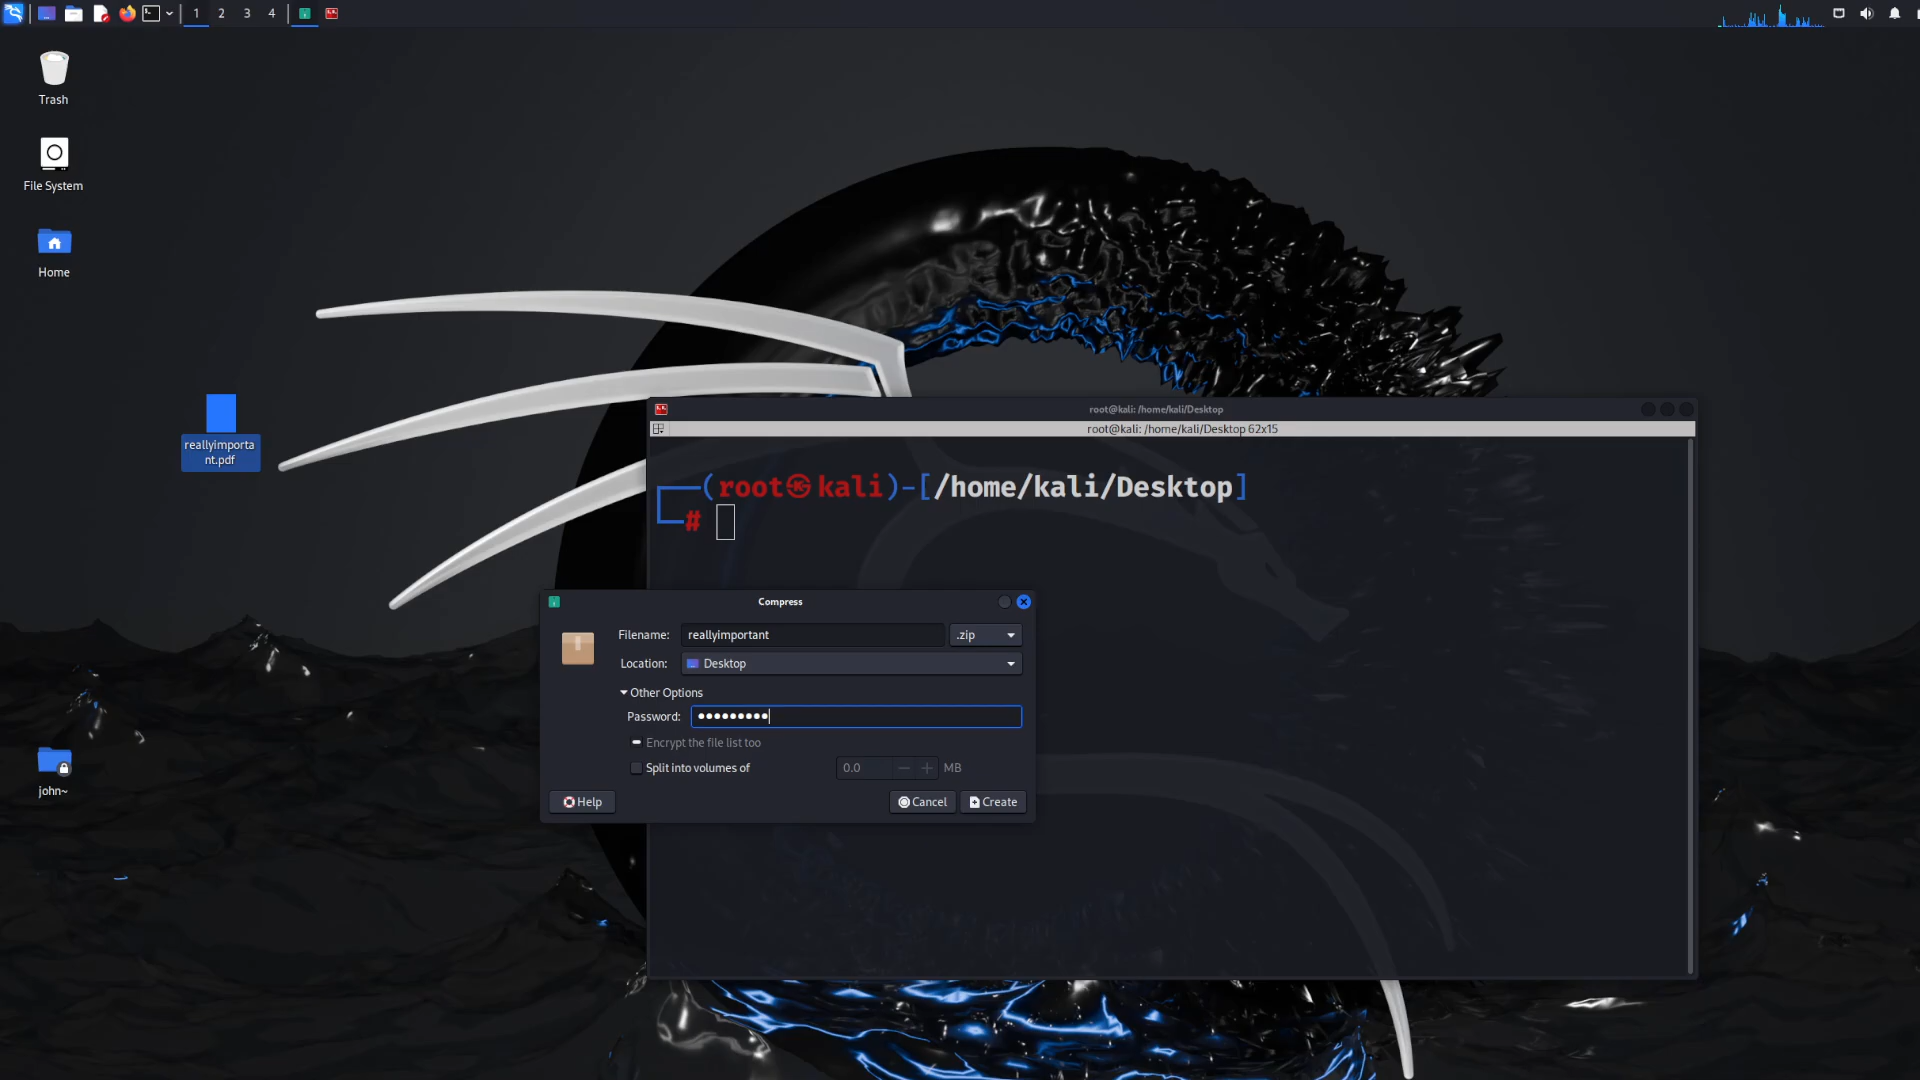 1 2 3 4
Trash
File System
Home
reallyimporta
nt.pdf
john~
root@kali: /home/kali/Desktop
root@kali: /home/kali/Desktop 62x15
(root㉿kali)-[/home/kali/Desktop]
#
Compress
Filename: reallyimportant .zip
Location: Desktop
Other Options
Password: •••••••••
Encrypt the file list too
Split into volumes of 0.0 MB
Help Cancel Create